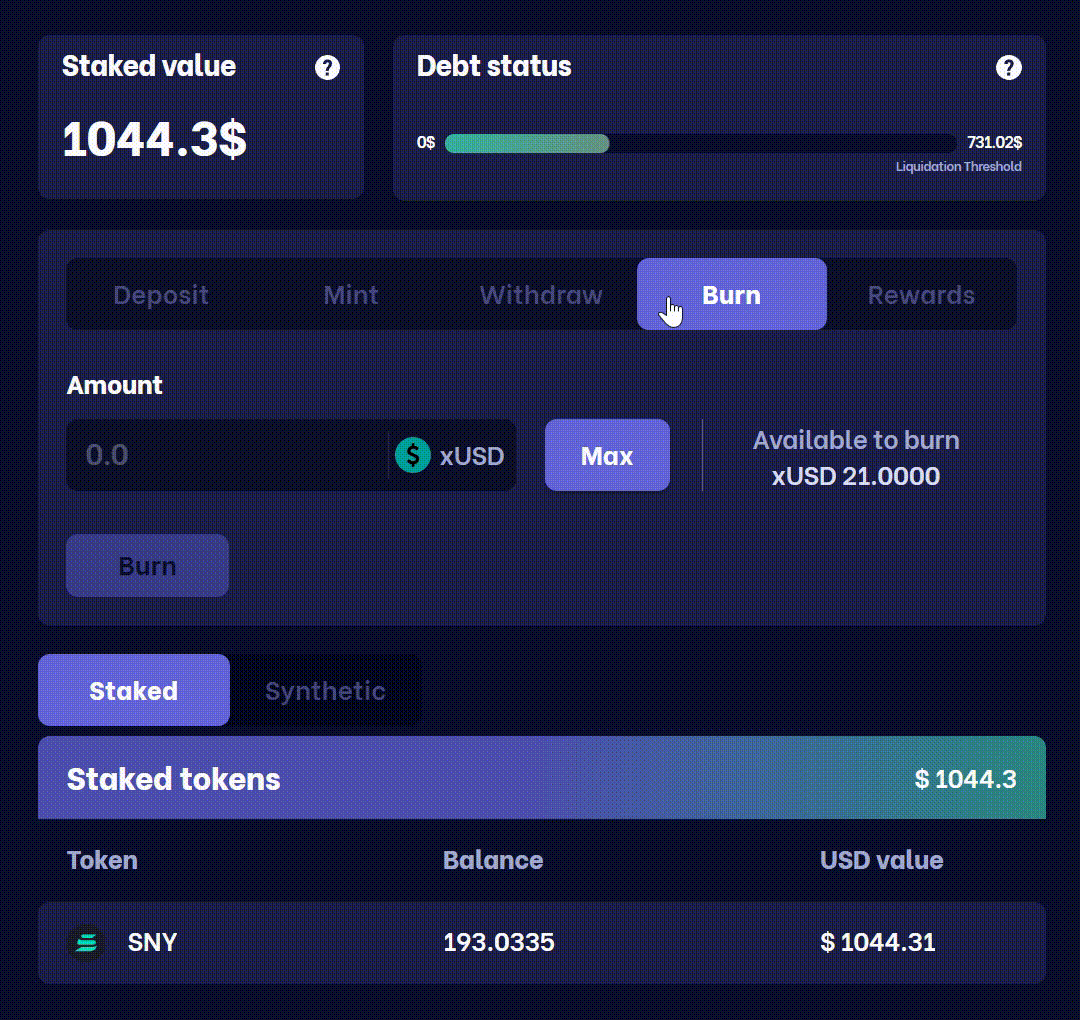 Staked value ?
1044.3$
Debt status ?
0$ 731.02$
Liquidation Threshold
Deposit Mint Withdraw Burn Rewards
Amount
0.0 $ xUSD Max
Available to burn
xUSD 21.0000
Burn
Staked Synthetic
Staked tokens $ 1044.3
Token Balance USD value
SNY 193.0335 $ 1044.31